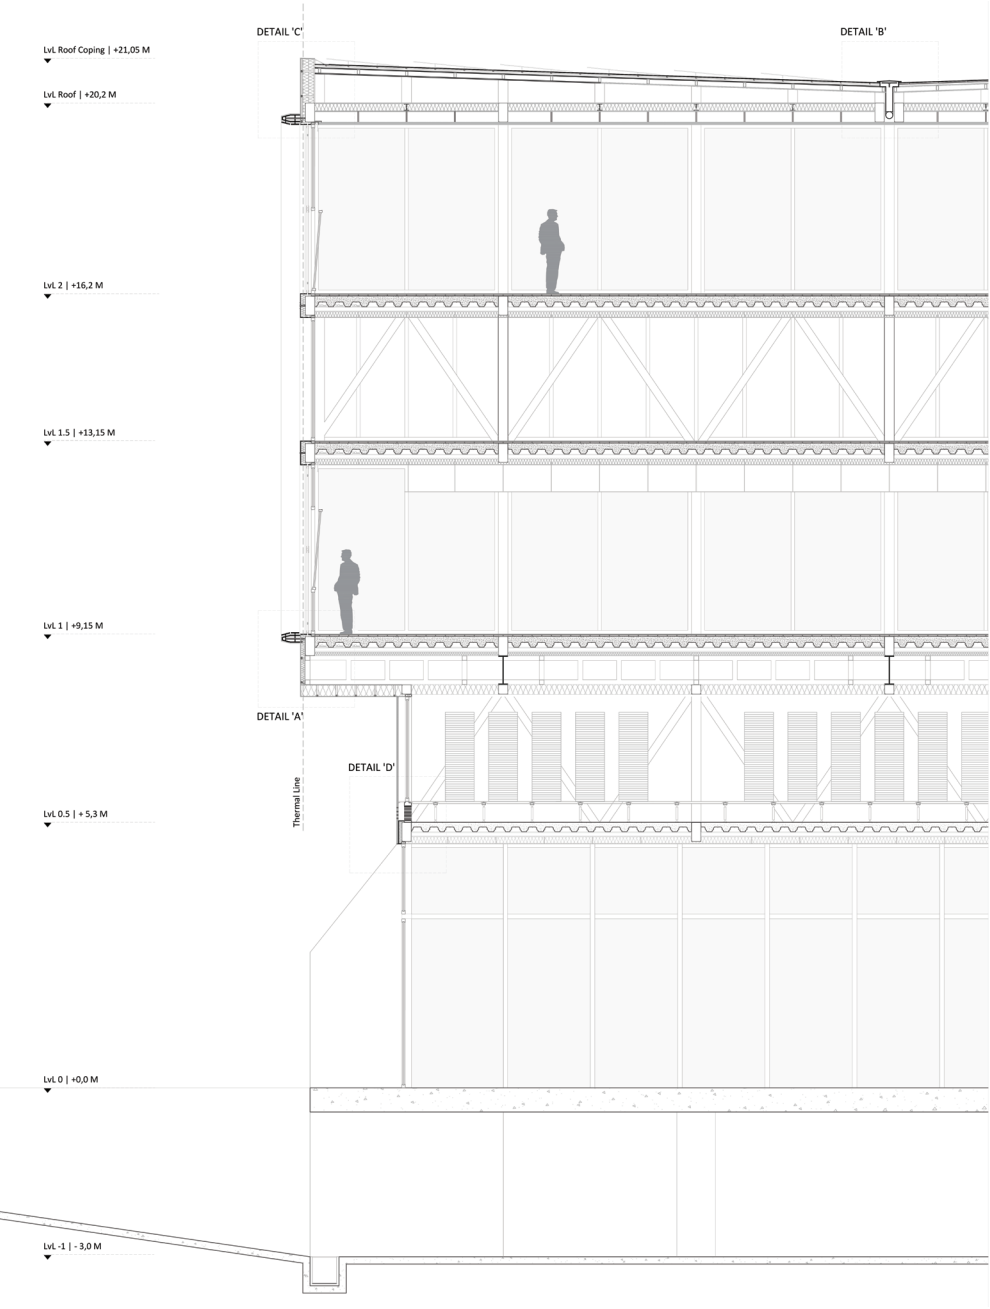 DETAIL 'C'
DETAIL 'B'
LvL Roof Coping | +21,05 M
LvL Roof | +20,2 M
LvL 2 | +16,2 M
LvL 1.5 | +13,15 M
LvL 1 | +9,15 M
DETAIL 'A'
DETAIL 'D'
Thermal Line
LvL 0.5 | + 5,3 M
LvL 0 | +0,0 M
LvL -1 | - 3,0 M